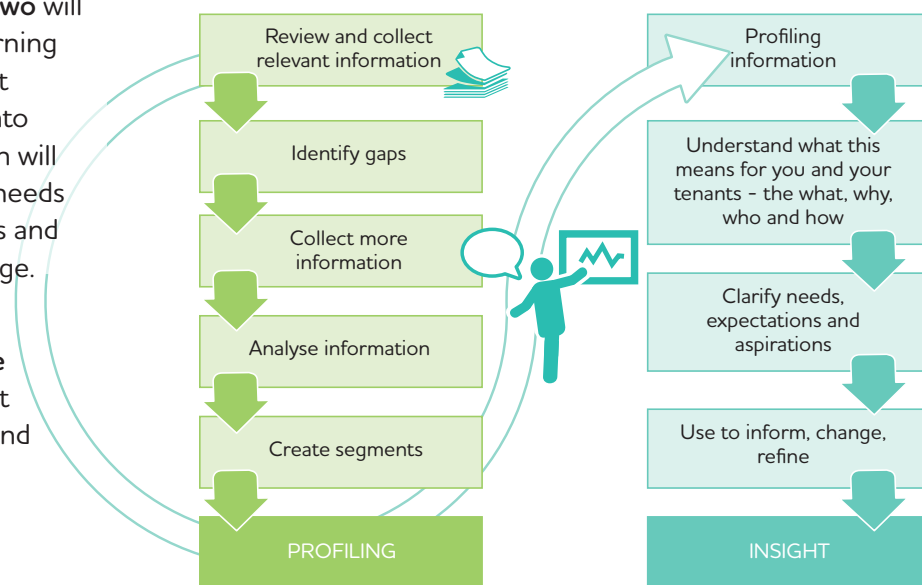 wo will
rning
t
nto
n will
needs
s and
ge.
e
t
nd
Review and collect
relevant information
Identify gaps
Collect more
information
Analyse information
Create segments
PROFILING
Profiling
information
Understand what this
means for you and your
tenants - the what, why,
who and how
Clarify needs,
expectations and
aspirations
Use to inform, change,
refine
INSIGHT